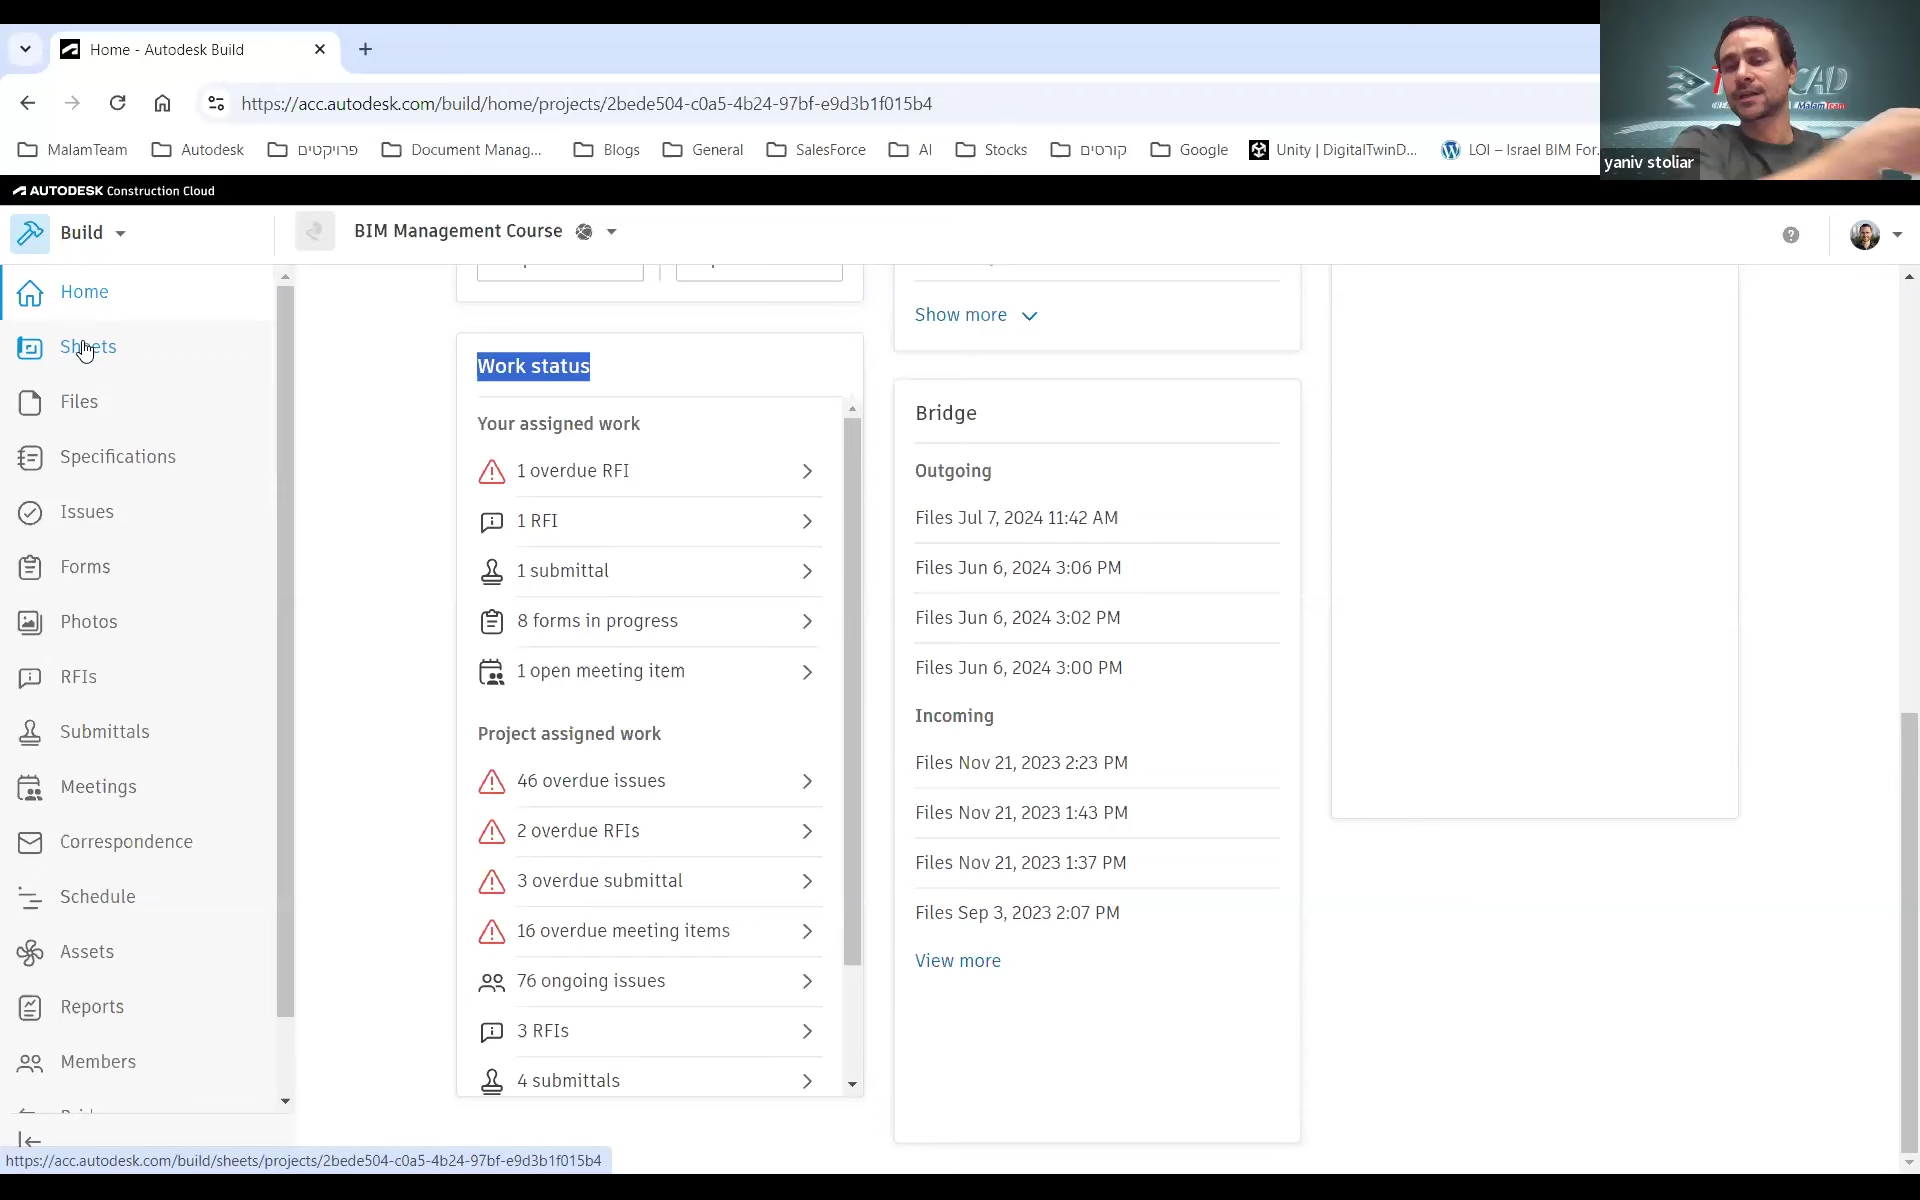 Home - Autodesk Build
https://acc.autodesk.com/build/home/projects/2bede504-c0a5-4b24-97bf-e9d3b1f015b4
MalamTeam
Autodesk
פרויקטים
Document Manag...
Blogs
General
SalesForce
AI
Stocks
קורסים
Google
Unity | DigitalTwinD...
LOI – Israel BIM For
CAD
yaniv stoliar
AUTODESK Construction Cloud
Build
BIM Management Course
Home
Sheets
Files
Specifications
Issues
Forms
Photos
RFIs
Submittals
Meetings
Correspondence
Schedule
Assets
Reports
Members
Work status
Your assigned work
1 overdue RFI
1 RFI
1 submittal
8 forms in progress
1 open meeting item
Project assigned work
46 overdue issues
2 overdue RFIs
3 overdue submittal
16 overdue meeting items
76 ongoing issues
3 RFIs
4 submittals
Show more
Bridge
Outgoing
Files Jul 7, 2024 11:42 AM
Files Jun 6, 2024 3:06 PM
Files Jun 6, 2024 3:02 PM
Files Jun 6, 2024 3:00 PM
Incoming
Files Nov 21, 2023 2:23 PM
Files Nov 21, 2023 1:43 PM
Files Nov 21, 2023 1:37 PM
Files Sep 3, 2023 2:07 PM
View more
https://acc.autodesk.com/build/sheets/projects/2bede504-c0a5-4b24-97bf-e9d3b1f015b4